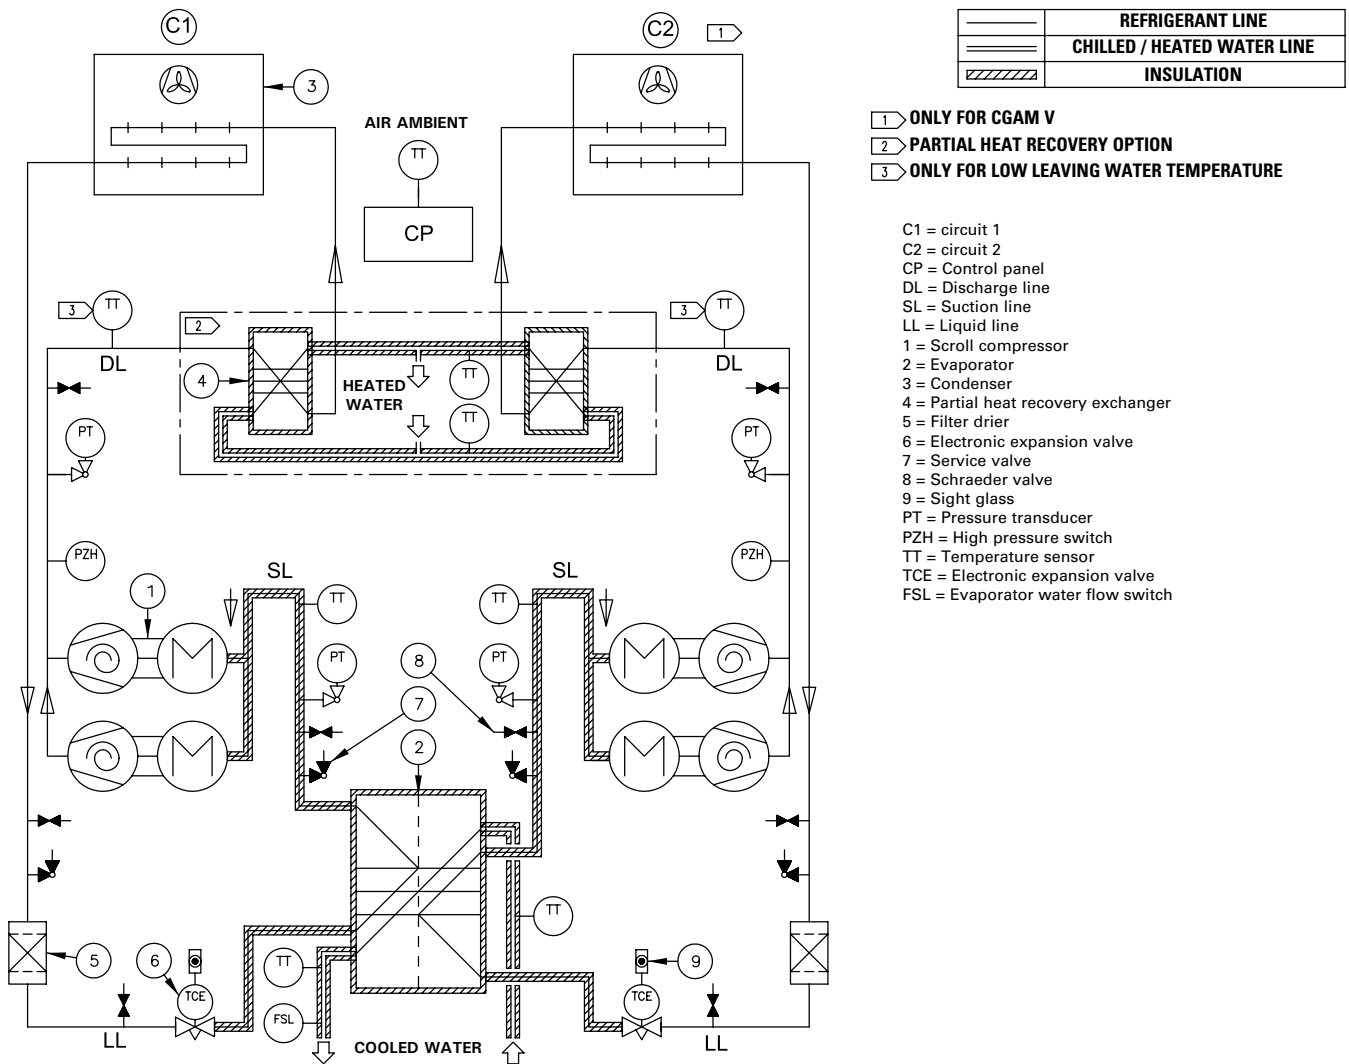 C1
C2
1
REFRIGERANT LINE
CHILLED / HEATED WATER LINE
INSULATION
3
1 ONLY FOR CGAM V
2 PARTIAL HEAT RECOVERY OPTION
3 ONLY FOR LOW LEAVING WATER TEMPERATURE
AIR AMBIENT
TT
CP
C1 = circuit 1
C2 = circuit 2
CP = Control panel
DL = Discharge line
SL = Suction line
LL = Liquid line
1 = Scroll compressor
2 = Evaporator
3 = Condenser
4 = Partial heat recovery exchanger
5 = Filter drier
6 = Electronic expansion valve
7 = Service valve
8 = Schraeder valve
9 = Sight glass
PT = Pressure transducer
PZH = High pressure switch
TT = Temperature sensor
TCE = Electronic expansion valve
FSL = Evaporator water flow switch
3
TT
2
3
TT
DL
DL
4
HEATED
WATER
TT
TT
PT
PT
PZH
PZH
SL
SL
1
TT
TT
M
M
PT
8
PT
M
M
7
M
M
2
TT
5
6
TCE
TT
FSL
TCE
9
LL
COOLED WATER
LL